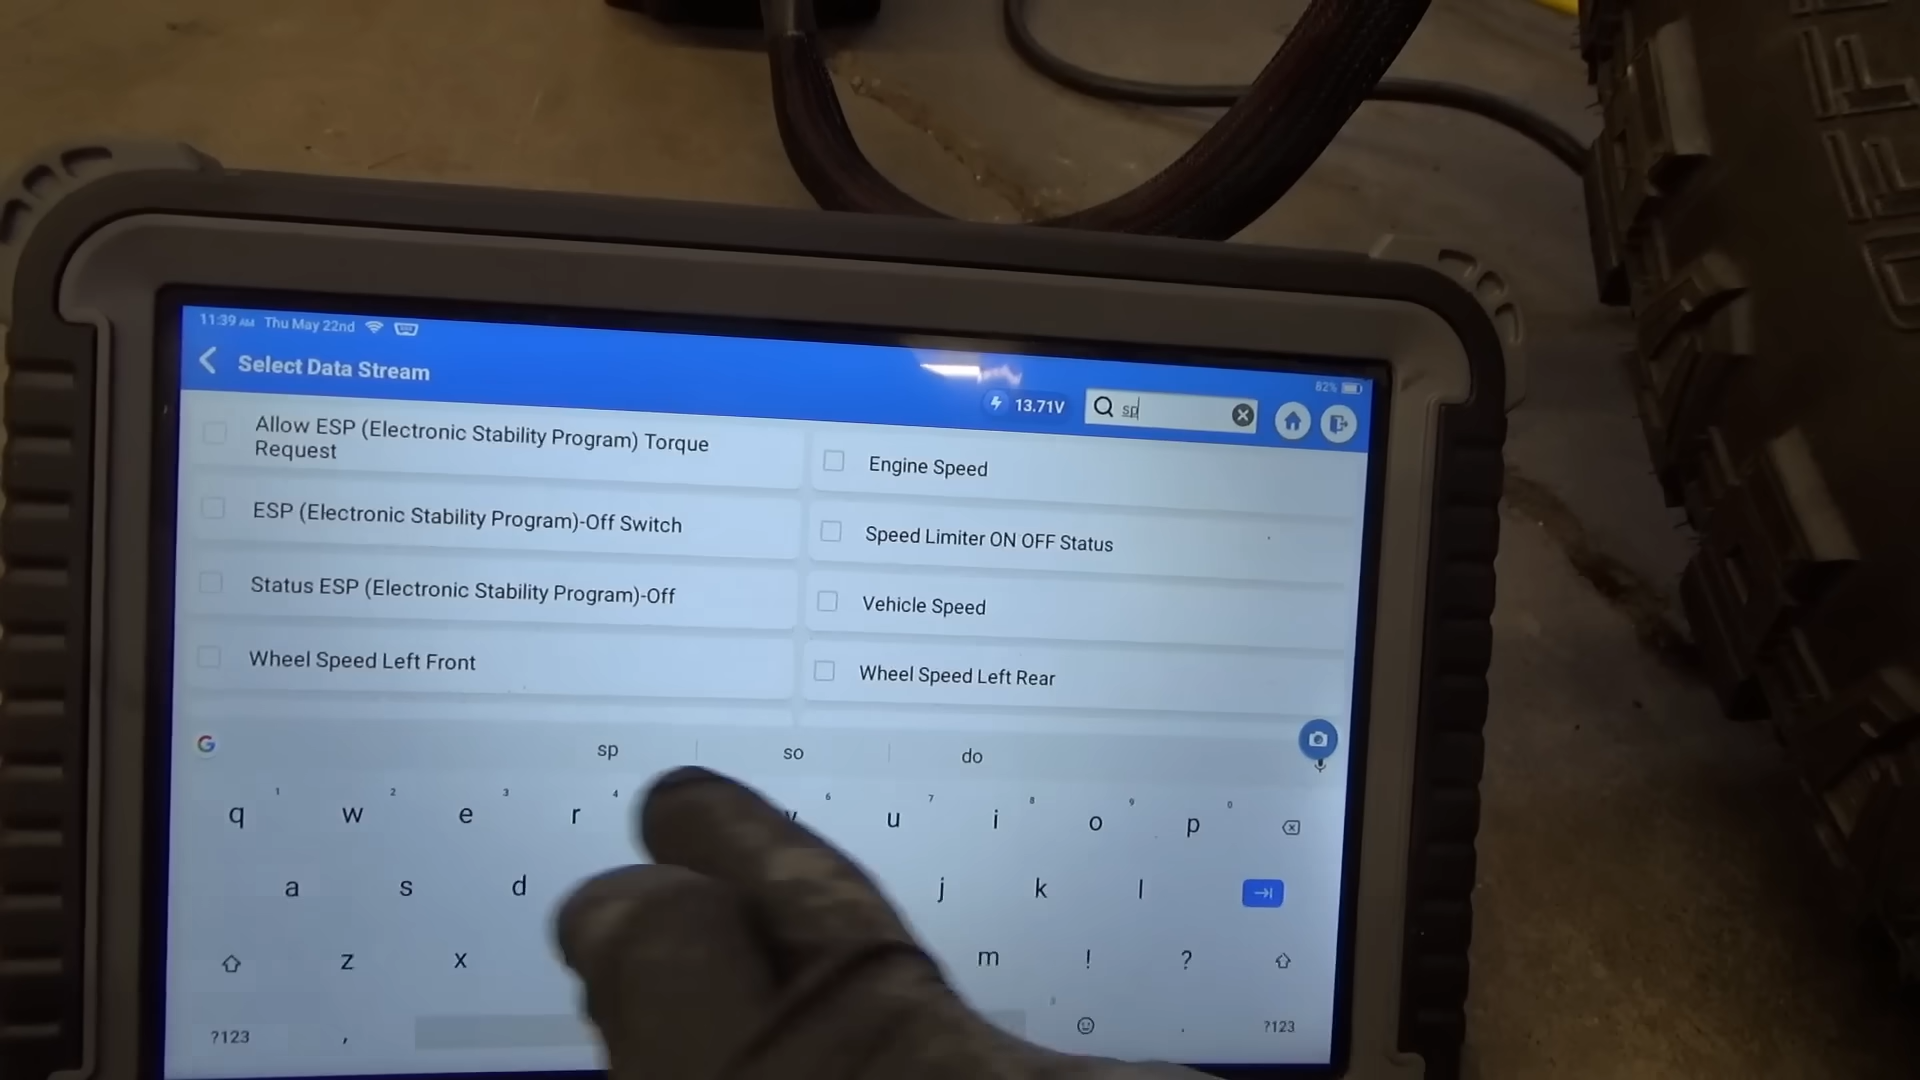 11:39 AM Thu May 22nd
82%
Select Data Stream
13.71V
sp
Allow ESP (Electronic Stability Program) Torque
Request
Engine Speed
ESP (Electronic Stability Program)-Off Switch
Speed Limiter ON OFF Status
Status ESP (Electronic Stability Program)-Off
Vehicle Speed
Wheel Speed Left Front
Wheel Speed Left Rear
G
sp
so
do
1 2 3 4 6 7 8 9 0
q w e r y u i o p
a s d j k l
z x m ! ?
?123 , . ?123